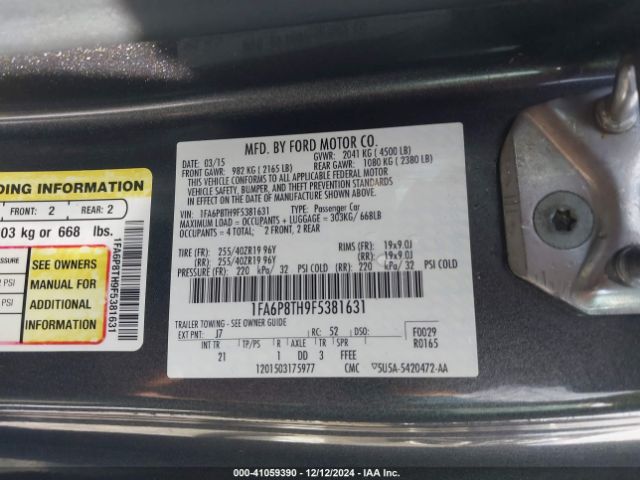 DING INFORMATION
FRONT: 2 REAR: 2
03 kg or 668 lbs.
SEE OWNERS
MANUAL FOR
ADDITIONAL
INFORMATION
PSI
1FA6P8TH9F5381631
MFD. BY FORD MOTOR CO.
DATE: 03/15 GVWR: 2041 KG ( 4500 LB)
FRONT GAWR: 982 KG ( 2165 LB) REAR GAWR: 1080 KG ( 2380 LB)
THIS VEHICLE CONFORMS TO ALL APPLICABLE FEDERAL MOTOR
VEHICLE SAFETY, BUMPER, AND THEFT PREVENTION STANDARDS
IN EFFECT ON THE DATE OF MANUFACTURE SHOWN ABOVE.
VIN: 1FA6P8TH9F5381631 TYPE: Passenger Car
MAXIMUM LOAD = OCCUPANTS + LUGGAGE = 303KG / 668LB
OCCUPANTS = 4 TOTAL; 2 FRONT, 2 REAR
TIRE (FR): 255/40ZR19 96Y RIMS (FR): 19x9.0J
(RR): 255/40ZR19 96Y (RR): 19x9.0J
PRESSURE (FR): 220 kPa/ 32 PSI COLD (RR): 220 kPa/ 32 PSI COLD
1FA6P8TH9F5381631
TRAILER TOWING - SEE OWNER GUIDE
EXT PNT: J7 RC: 52 DSO: F0029
INT TR TP/PS R AXLE TR SPR R0165
21 1 DD 3 FFEE
1201503175977 CMC 5U5A-5420472-AA
000-41059390 - 12/12/2024 - IAA Inc.